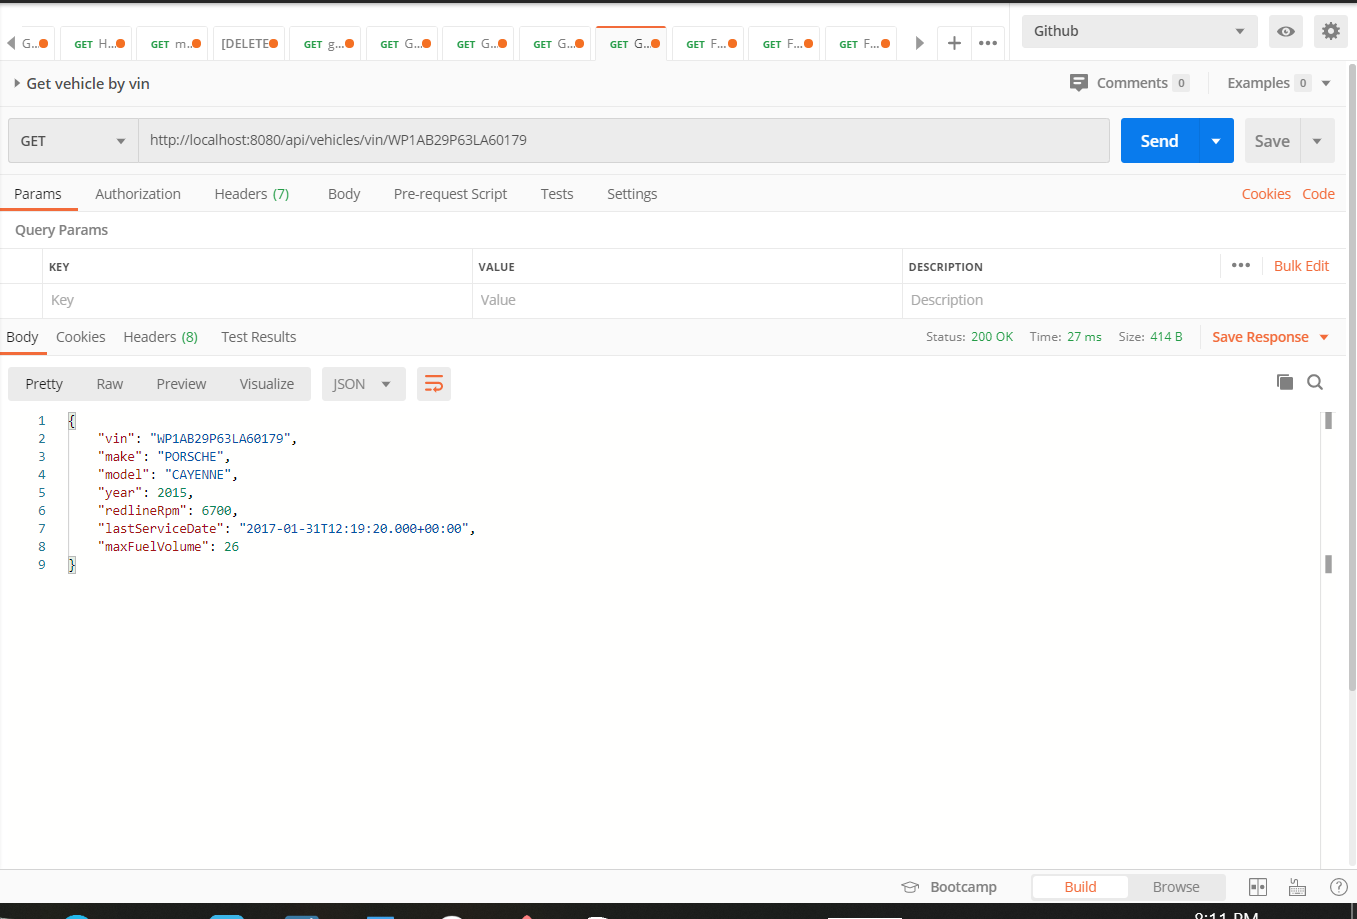 G... GET H... GET m... [DELETE GET g... GET G... GET G... GET G... GET G... GET F... GET F... GET F... Github
Get vehicle by vin Comments 0 Examples 0
GET http://localhost:8080/api/vehicles/vin/WP1AB29P63LA60179 Send Save
Params Authorization Headers (7) Body Pre-request Script Tests Settings Cookies Code
Query Params
KEY VALUE DESCRIPTION ••• Bulk Edit
Key Value Description
Body Cookies Headers (8) Test Results Status: 200 OK Time: 27 ms Size: 414 B Save Response
Pretty Raw Preview Visualize JSON
1 {
2 "vin": "WP1AB29P63LA60179",
3 "make": "PORSCHE",
4 "model": "CAYENNE",
5 "year": 2015,
6 "redlineRpm": 6700,
7 "lastServiceDate": "2017-01-31T12:19:20.000+00:00",
8 "maxFuelVolume": 26
9 }
Bootcamp Build Browse
8:11 PM